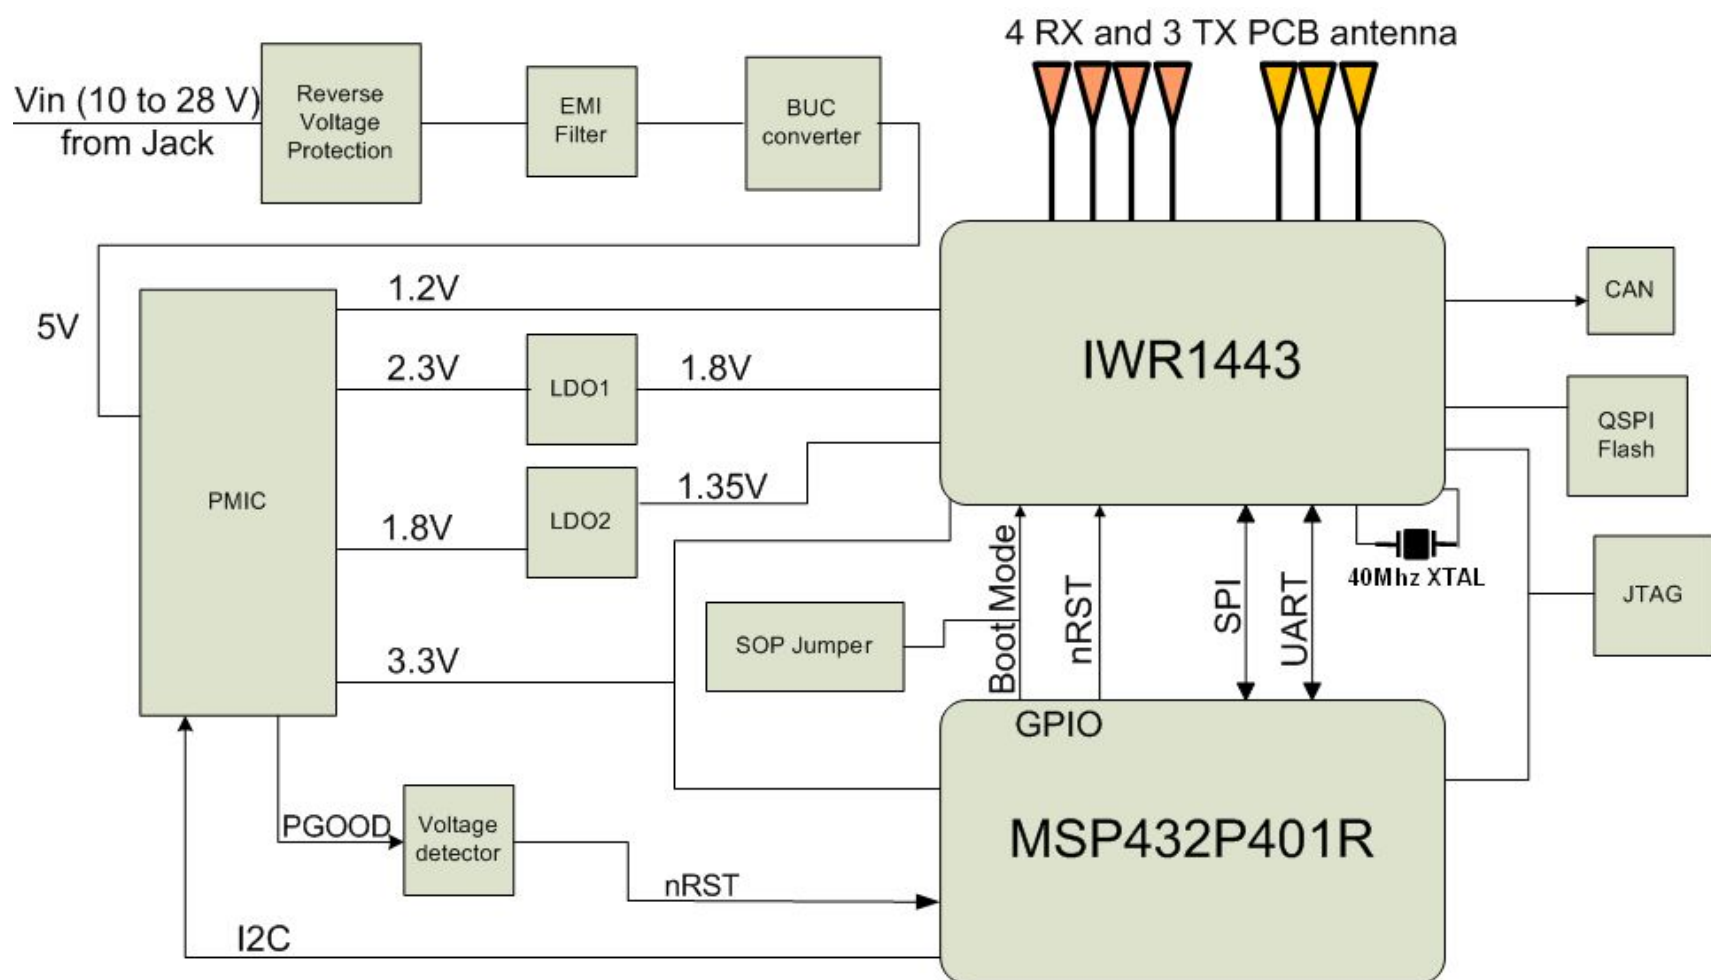 4 RX and 3 TX PCB antenna
Vin (10 to 28 V)
from Jack
Reverse
Voltage
Protection
EMI
Filter
BUC
converter
5V
PMIC
1.2V
2.3V
LDO1
1.8V
1.8V
LDO2
1.35V
3.3V
IWR1443
CAN
QSPI
Flash
JTAG
40Mhz XTAL
SOP Jumper
Boot Mode
nRST
SPI
UART
GPIO
MSP432P401R
PGOOD
Voltage
detector
nRST
I2C